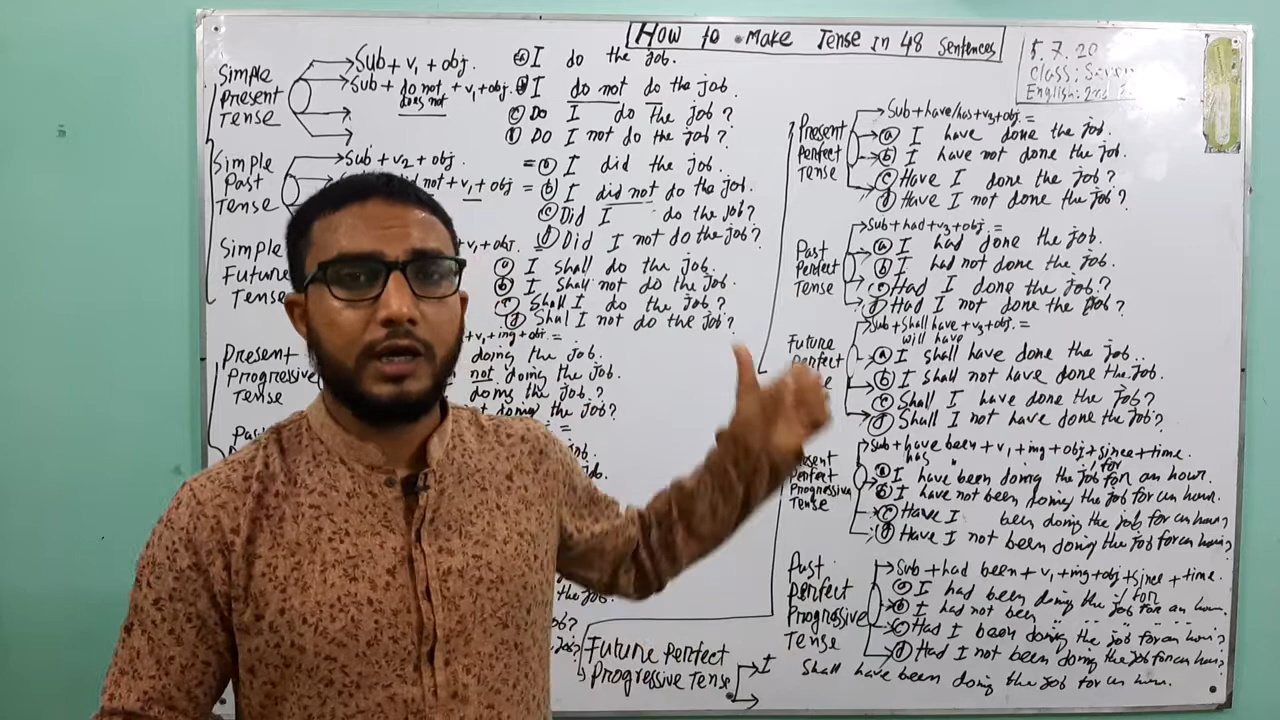 How to Make Tense In 48 Sentences
5.7.20
Class: Seven
English: 2nd
Simple Present Tense
Sub + v1 + obj.
Sub + do not + v1 + obj.
does not
(a) I do the job.
(b) I do not do the job.
(c) Do I do the job?
(d) Do I not do the job?
Simple Past Tense
Sub + v2 + obj.
not + v1 + obj
= (a) I did the job.
= (b) I did not do the job.
(c) Did I do the job?
(d) Did I not do the job?
Simple Future Tense
+ v1 + obj. =
(a) I shall do the job.
(b) I shall not do the job.
(c) Shall I do the job?
(d) Shal I not do the job?
Present Progressive Tense
+ v1 + ing + obj. =
doing the job.
not doing the job.
doing the job?
doing the job?
the job.
Present Perfect Tense
Sub + have/has + v3 + obj. =
(a) I have done the job.
(b) I have not done the job.
(c) Have I done the job?
(d) Have I not done the job?
Past Perfect Tense
Sub + had + v3 + obj. =
(a) I had done the job.
(b) I had not done the job.
(c) Had I done the job?
(d) Had I not done the job?
Future Perfect
Sub + shall have + v3 + obj. =
will have
(a) I shall have done the job..
(b) I shall not have done the job.
(c) Shall I have done the job?
(d) Shall I not have done the job?
Perfect Progressive Tense
Sub + have been + v1 + ing + obj + since + time.
has
for
(a) I have been doing the job for an hour.
(b) I have not been doing the job for an hour.
(c) Have I been doing the job for an hour?
(d) Have I not been doing the job for an hour?
Past Perfect Progressive Tense
Sub + had been + v1 + ing + obj + since + time.
for
(a) I had been doing the job for an hour.
(b) I had not been
(c) Had I been doing the job for an hour?
(d) Had I not been doing the job for an hour?
Future Perfect Progressive Tense
I shall have been doing the job for an hour.